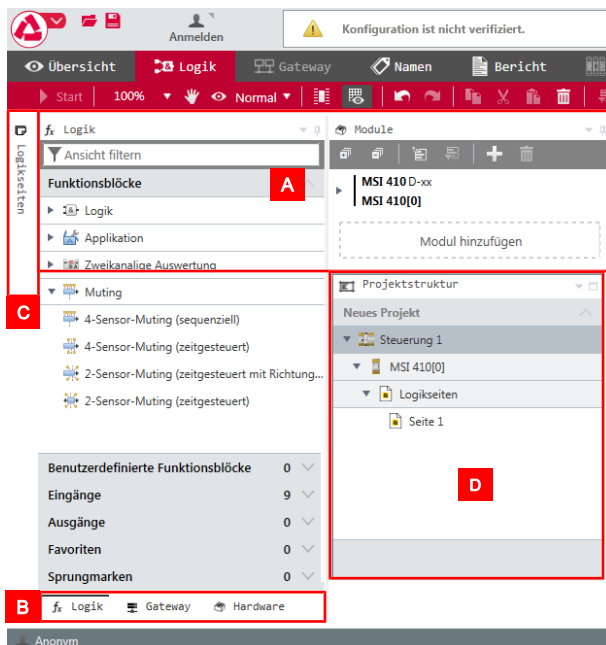 Anmelden
Konfiguration ist nicht verifiziert.
Übersicht
Logik
Gateway
Namen
Bericht
Start
100%
Normal
Logikseiten
fx Logik
Ansicht filtern
Funktionsblöcke
A
Logik
Applikation
Zweikanalige Auswertung
C
Muting
4-Sensor-Muting (sequenziell)
4-Sensor-Muting (zeitgesteuert)
2-Sensor-Muting (zeitgesteuert mit Richtung...
2-Sensor-Muting (zeitgesteuert)
Benutzerdefinierte Funktionsblöcke 0
Eingänge 9
Ausgänge 0
Favoriten 0
Sprungmarken 0
B
fx Logik
Gateway
Hardware
Module
MSI 410 D-xx
MSI 410[0]
Modul hinzufügen
Projektstruktur
Neues Projekt
Steuerung 1
MSI 410[0]
Logikseiten
Seite 1
D
Anonym